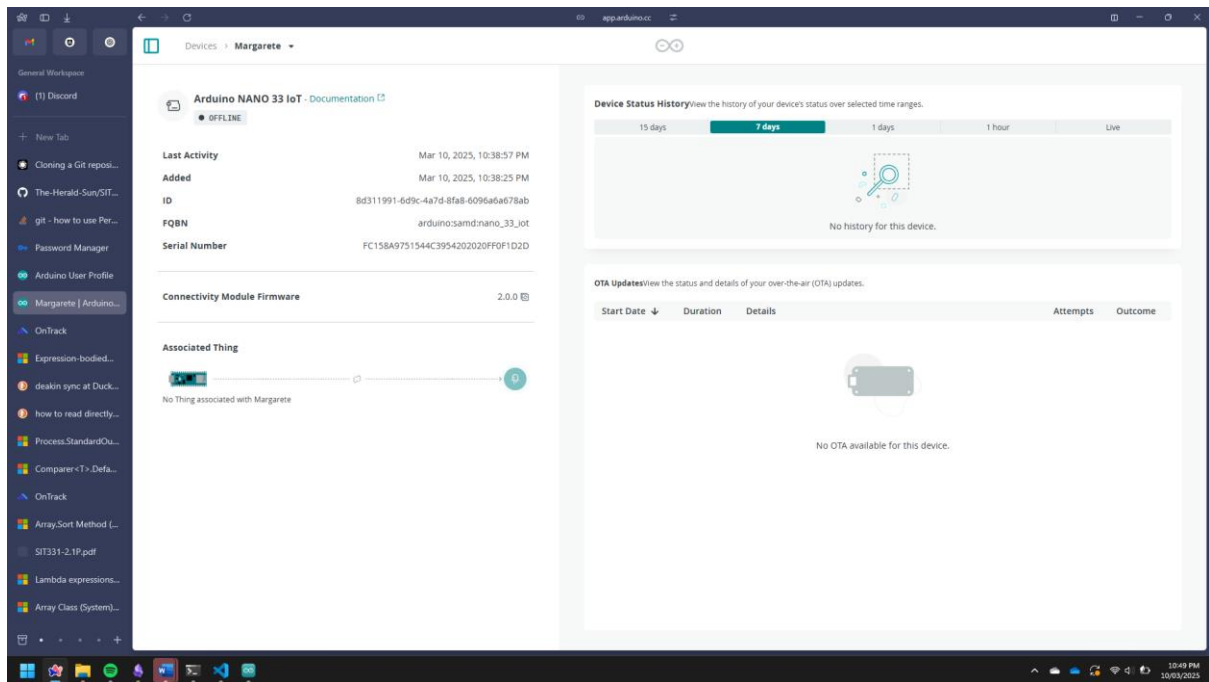 app.arduino.cc
General Workspace
(1) Discord
New Tab
Cloning a Git reposi...
The-Herald-Sun/SIT...
git - how to use Per...
Password Manager
Arduino User Profile
Margarete | Arduino...
OnTrack
Expression-bodied...
deakin sync at Duck...
how to read directly...
Process.StandardOu...
Comparer<T>.Defa...
OnTrack
Array.Sort Method (...
SIT331-2.1P.pdf
Lambda expressions...
Array Class (System)...
Devices > Margarete
Arduino NANO 33 IoT - Documentation
OFFLINE
Last Activity Mar 10, 2025, 10:38:57 PM
Added Mar 10, 2025, 10:38:25 PM
ID 8d311991-6d9c-4a7d-8fa8-6096a6a678ab
FQBN arduino:samd:nano_33_iot
Serial Number FC158A9751544C3954202020FF0F1D2D
Connectivity Module Firmware 2.0.0
Associated Thing
No Thing associated with Margarete
Device Status HistoryView the history of your device's status over selected time ranges.
15 days 7 days 1 days 1 hour Live
No history for this device.
OTA UpdatesView the status and details of your over-the-air (OTA) updates.
Start Date Duration Details Attempts Outcome
No OTA available for this device.
10:49 PM
10/03/2025